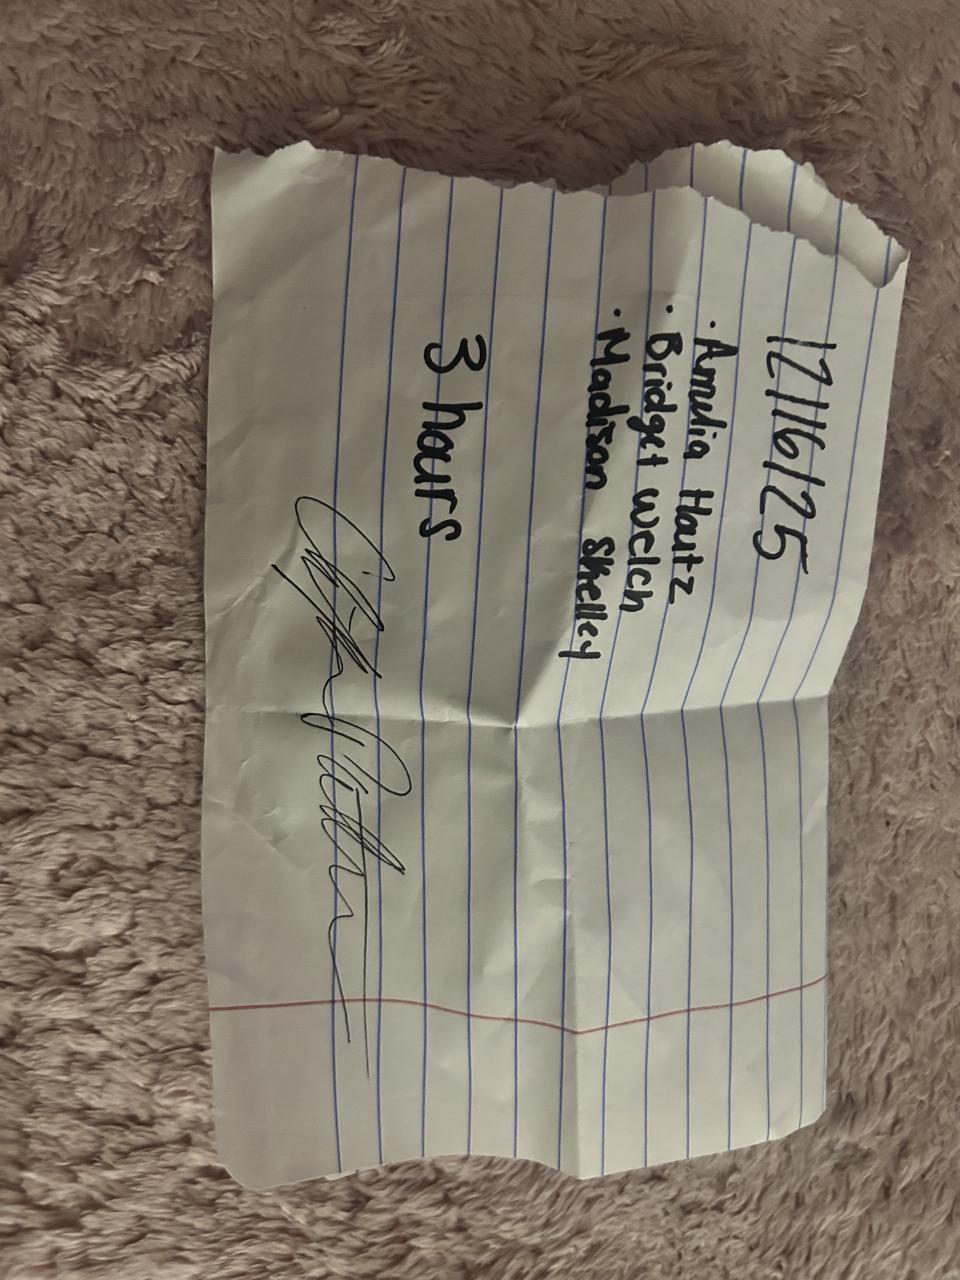 12/16/25
· Amelia Hautz
· Bridget Welch
· Madison Shelley
3 hours